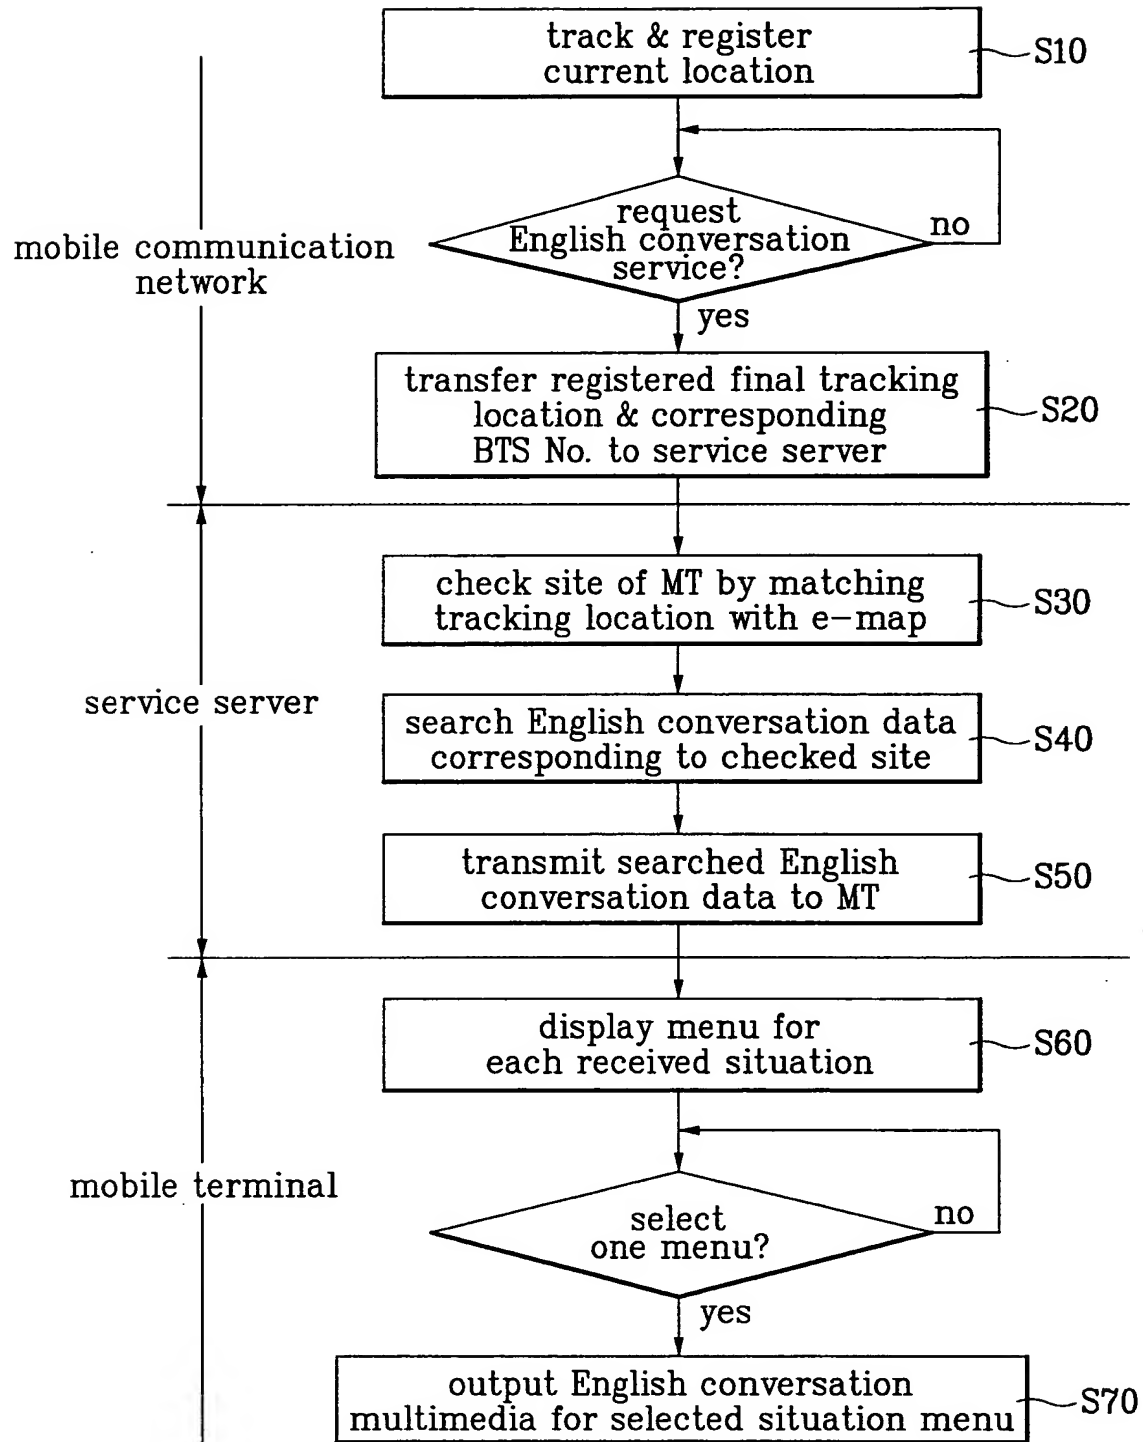 track & register
current location
S10
request
English conversation
service?
no
mobile communication
network
yes
transfer registered final tracking
location & corresponding
BTS No. to service server
S20
check site of MT by matching
tracking location with e-map
S30
service server
search English conversation data
corresponding to checked site
S40
transmit searched English
conversation data to MT
S50
display menu for
each received situation
S60
mobile terminal
select
one menu?
no
yes
output English conversation
multimedia for selected situation menu
S70